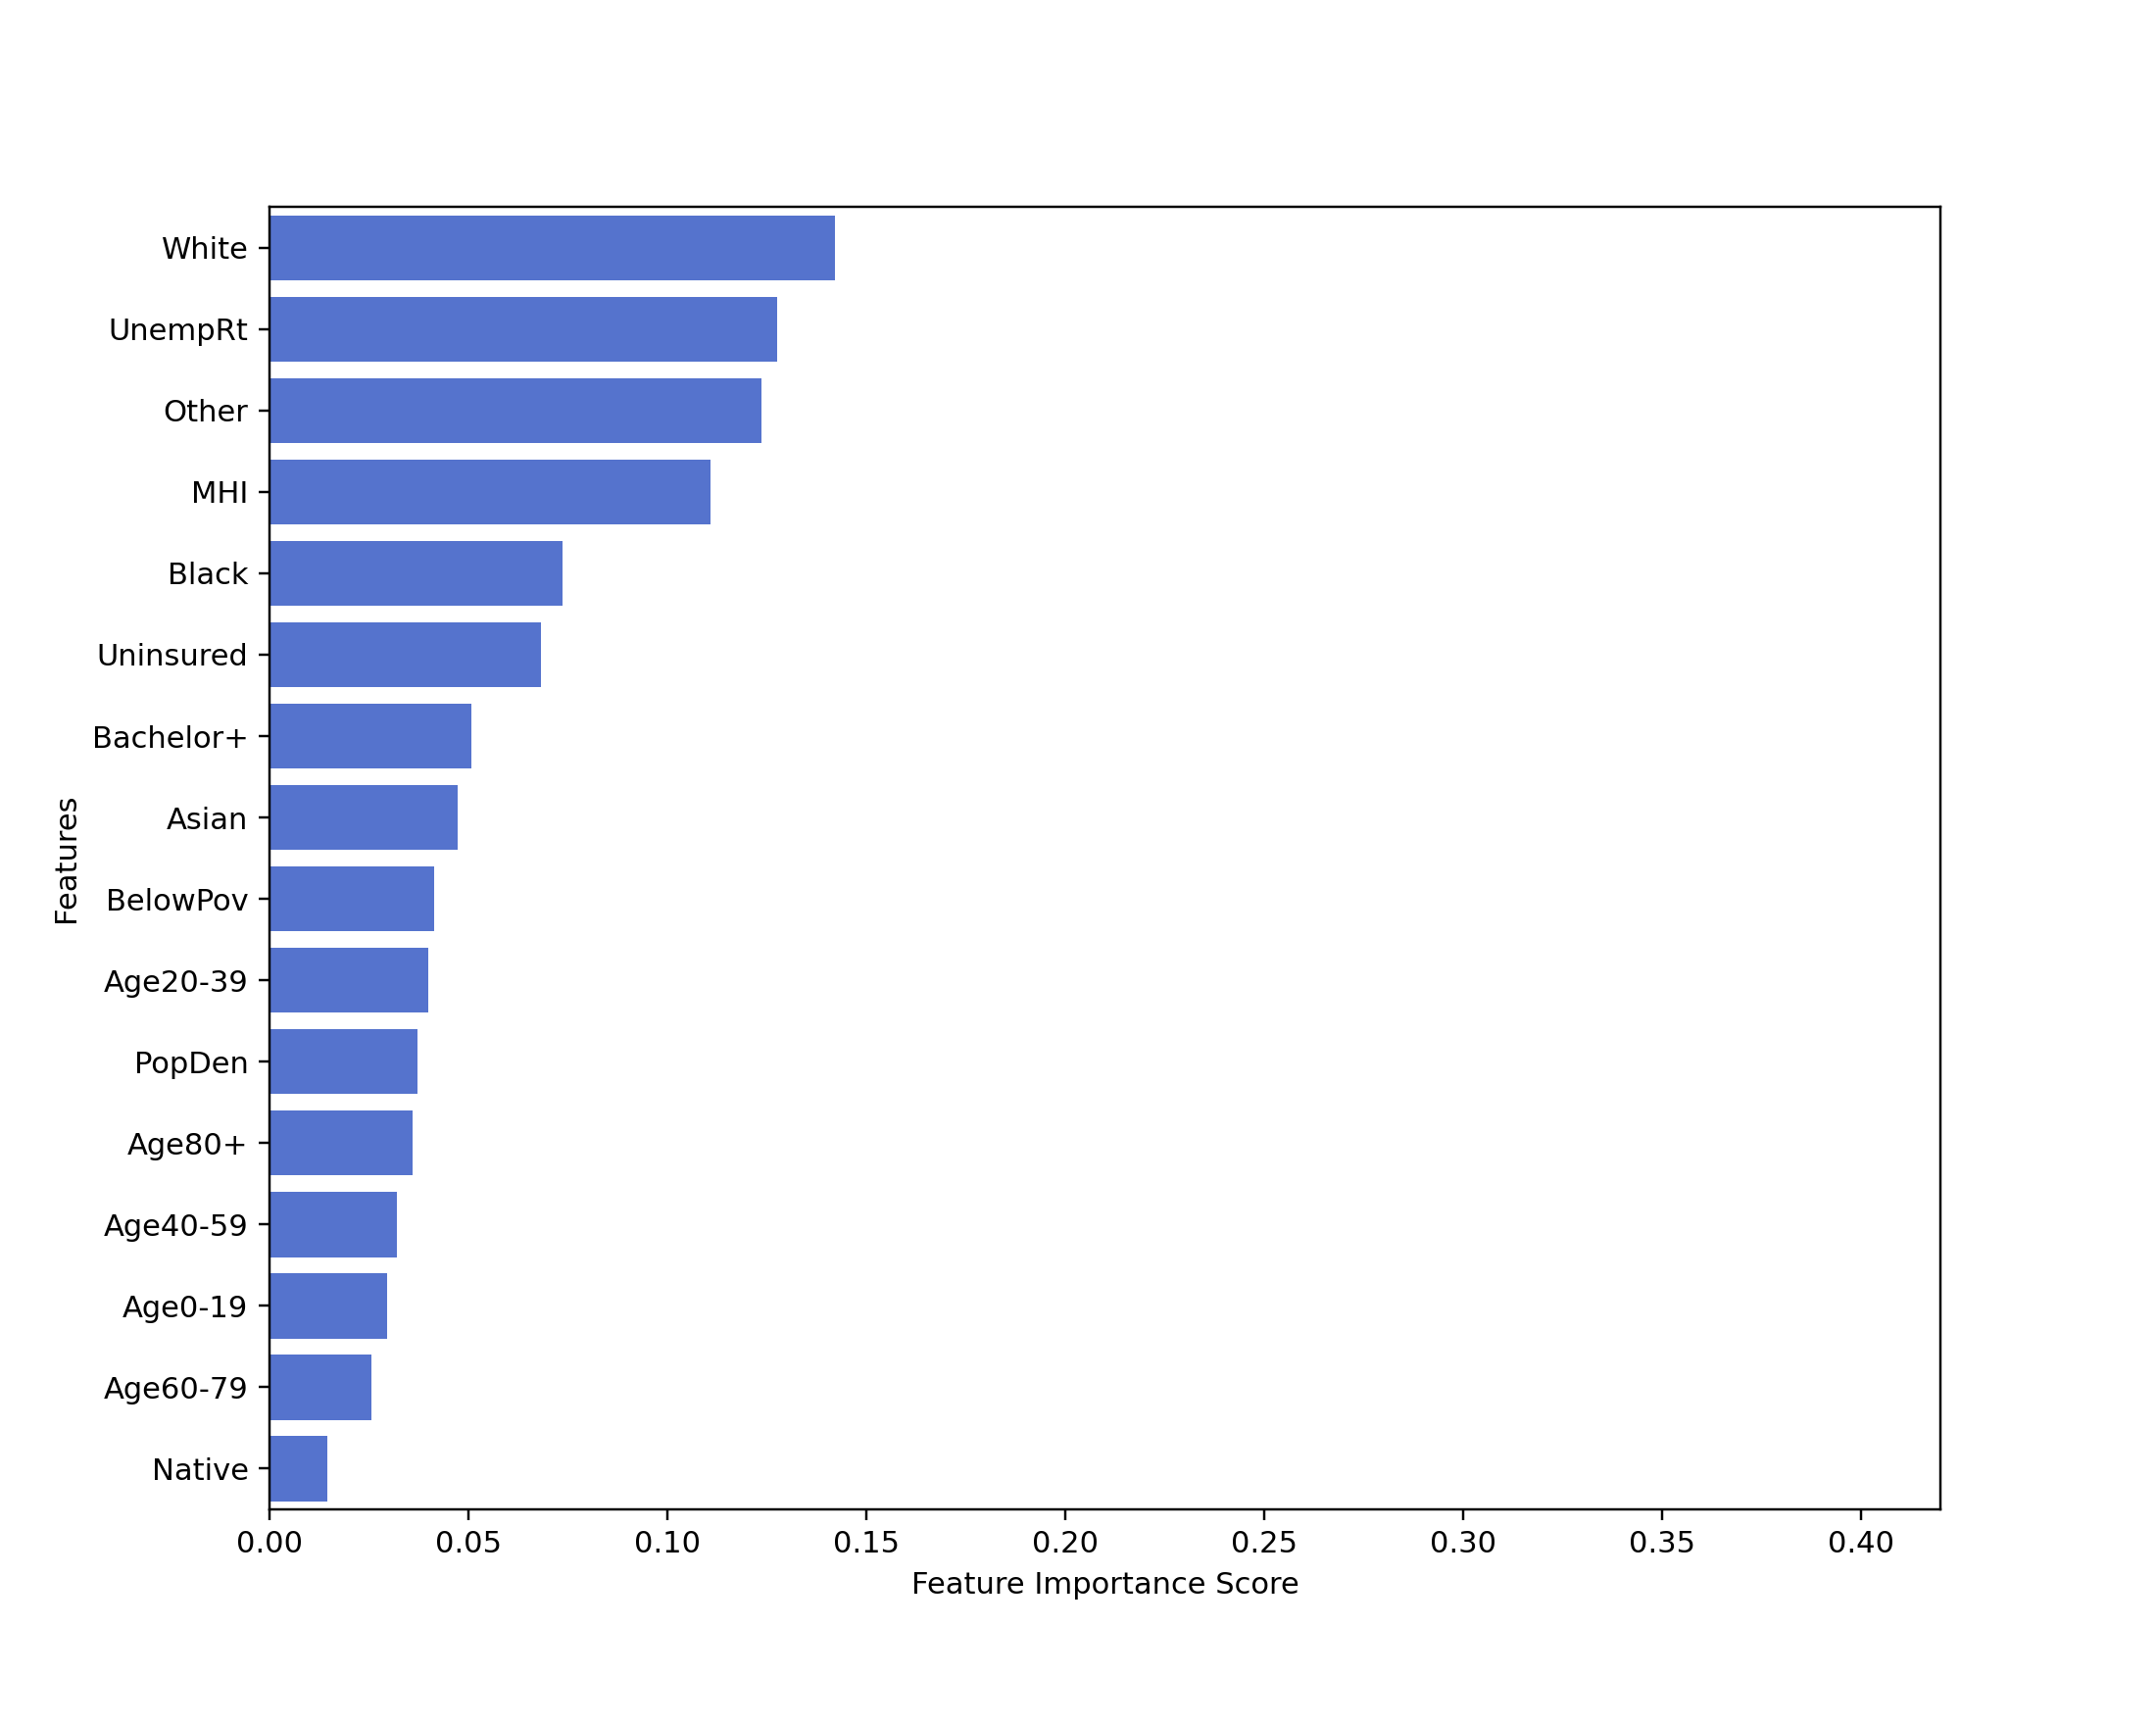 White
UnempRt
Other
MHI
Black
Uninsured
Bachelor+
Asian
BelowPov
Age20-39
PopDen
Age80+
Age40-59
Age0-19
Age60-79
Native
Features
0.00 0.05 0.10 0.15 0.20 0.25 0.30 0.35 0.40
Feature Importance Score